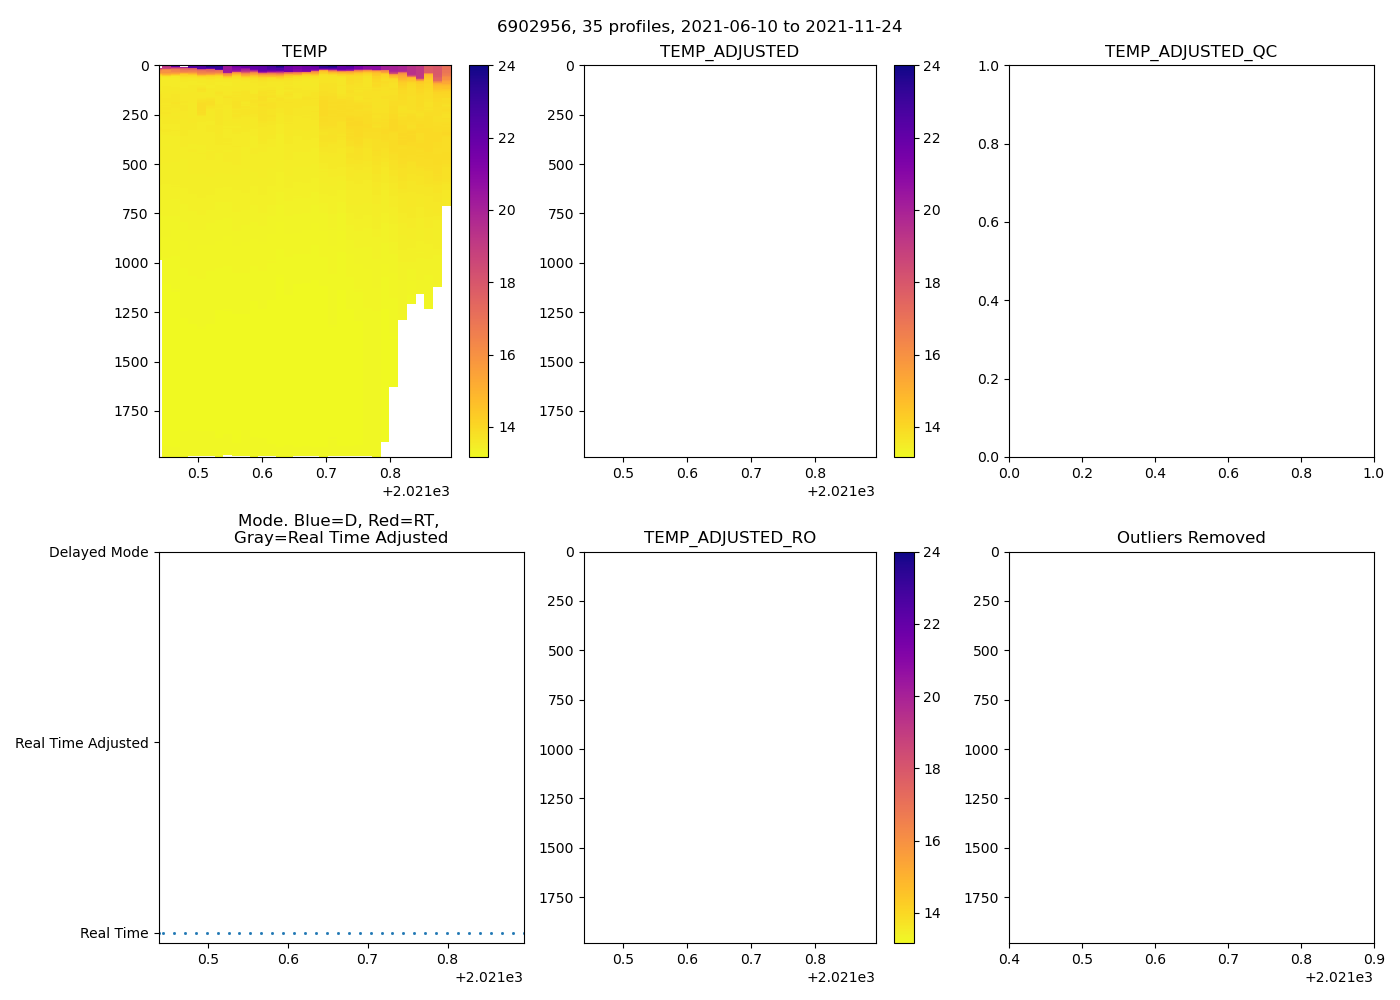 6902956, 35 profiles, 2021-06-10 to 2021-11-24
TEMP
0
250
500
750
1000
1250
1500
1750
0.5 0.6 0.7 0.8
+2.021e3
24
22
20
18
16
14
TEMP_ADJUSTED
0
250
500
750
1000
1250
1500
1750
0.5 0.6 0.7 0.8
+2.021e3
24
22
20
18
16
14
TEMP_ADJUSTED_QC
1.0
0.8
0.6
0.4
0.2
0.0
0.0 0.2 0.4 0.6 0.8 1.0
Mode. Blue=D, Red=RT,
Gray=Real Time Adjusted
Delayed Mode
Real Time Adjusted
Real Time
0.5 0.6 0.7 0.8
+2.021e3
TEMP_ADJUSTED_RO
0
250
500
750
1000
1250
1500
1750
0.5 0.6 0.7 0.8
+2.021e3
24
22
20
18
16
14
Outliers Removed
0
250
500
750
1000
1250
1500
1750
0.4 0.5 0.6 0.7 0.8 0.9
+2.021e3